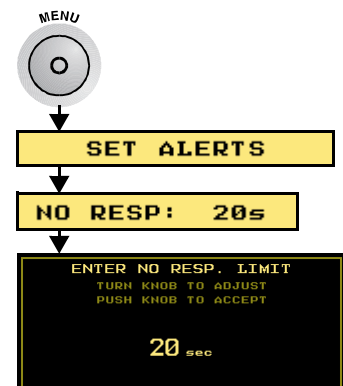 MENU
SET ALERTS
NO RESP: 20s
ENTER NO RESP. LIMIT
TURN KNOB TO ADJUST
PUSH KNOB TO ACCEPT
20 sec